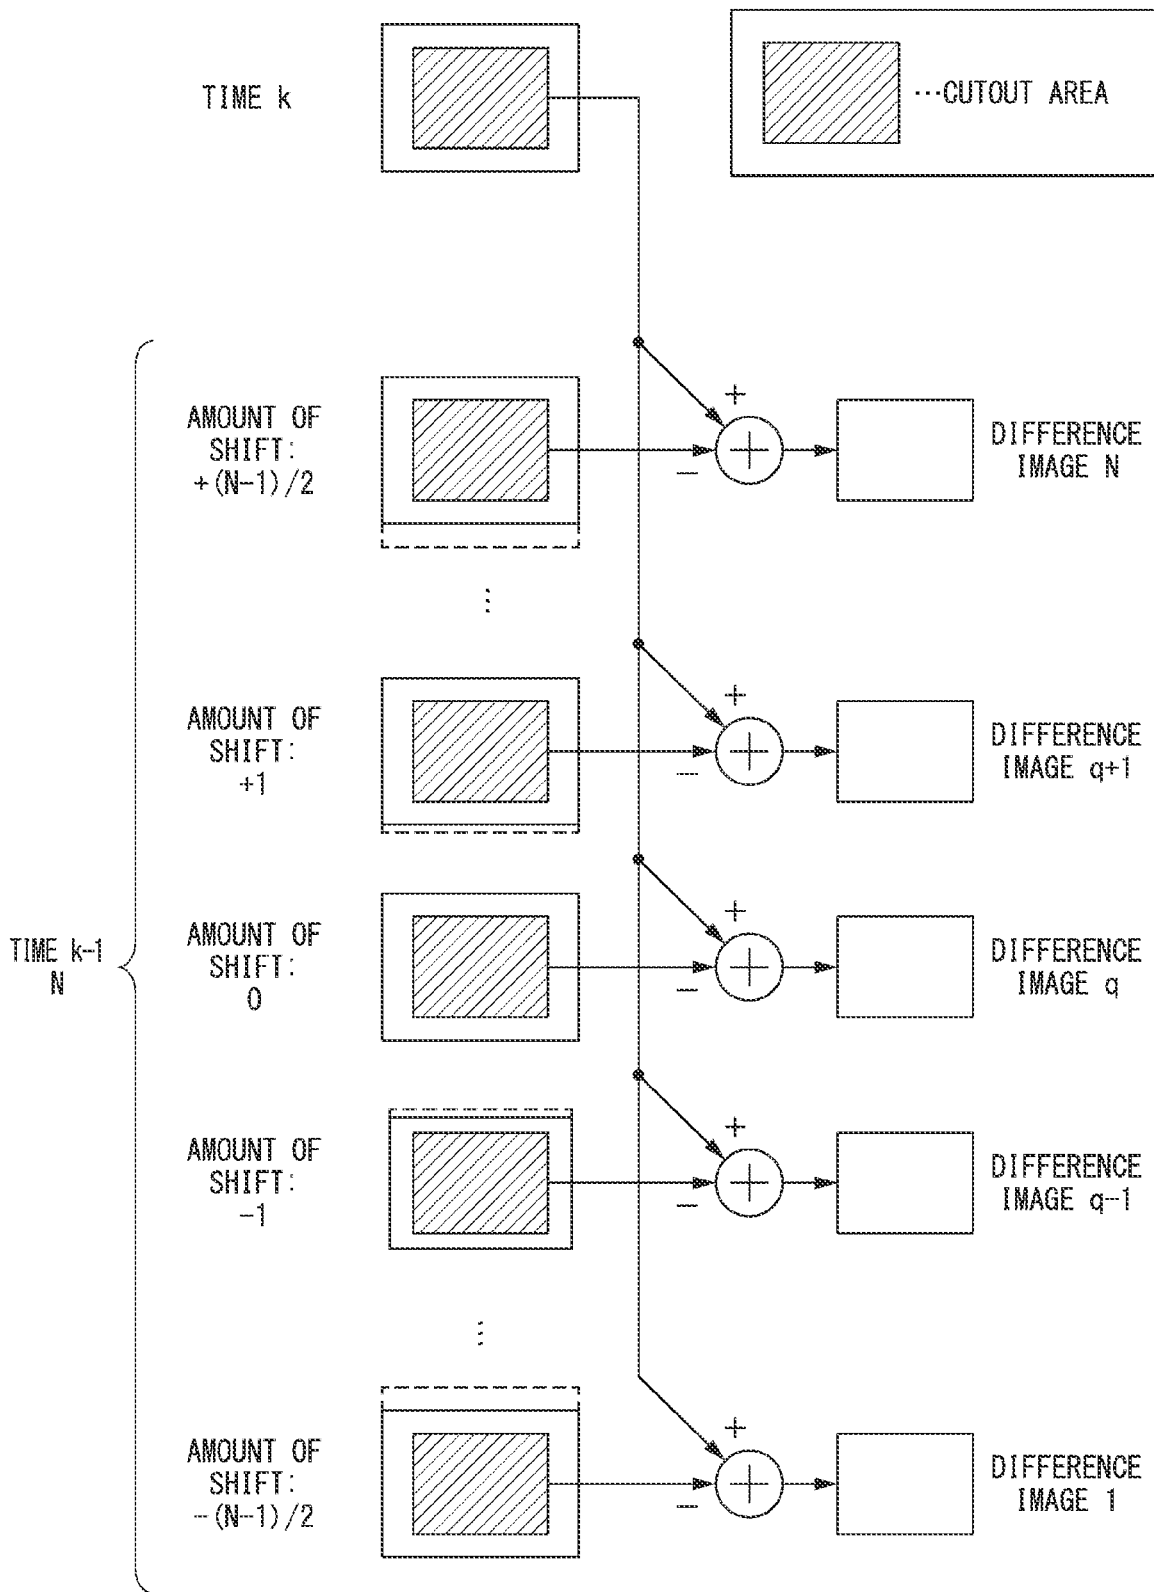 TIME k
…CUTOUT AREA
AMOUNT OF
SHIFT:
+(N-1)/2
+
−
DIFFERENCE
IMAGE N
⋮
AMOUNT OF
SHIFT:
+1
+
−
DIFFERENCE
IMAGE q+1
TIME k-1
N
AMOUNT OF
SHIFT:
0
+
−
DIFFERENCE
IMAGE q
AMOUNT OF
SHIFT:
-1
+
−
DIFFERENCE
IMAGE q-1
⋮
AMOUNT OF
SHIFT:
-(N-1)/2
+
−
DIFFERENCE
IMAGE 1